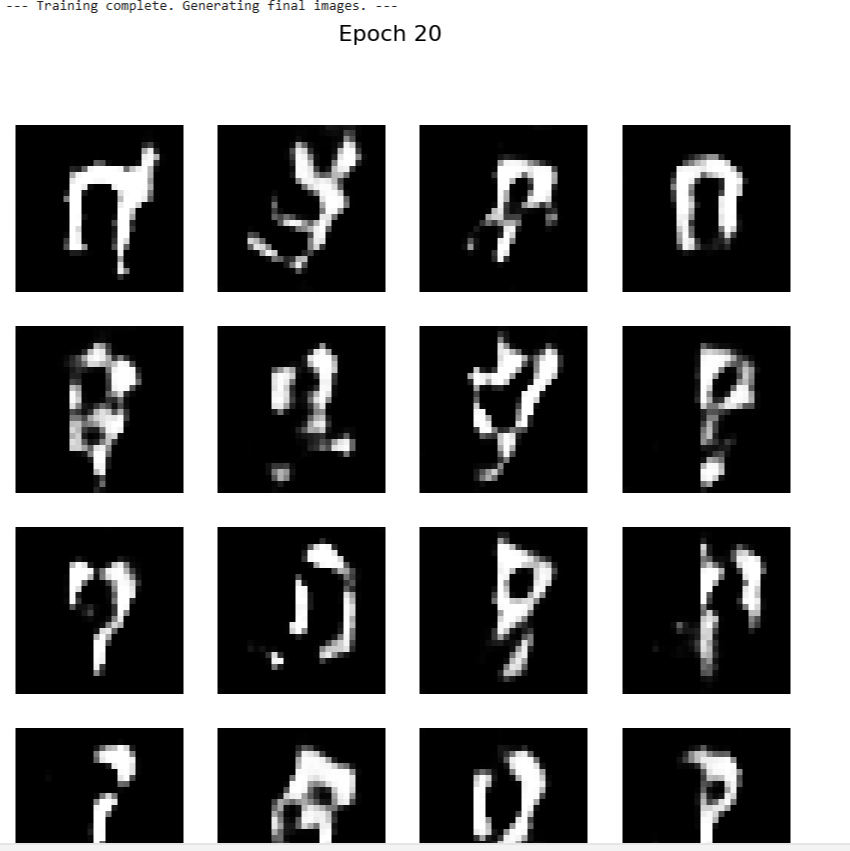 --- Training complete. Generating final images. ---
Epoch 20